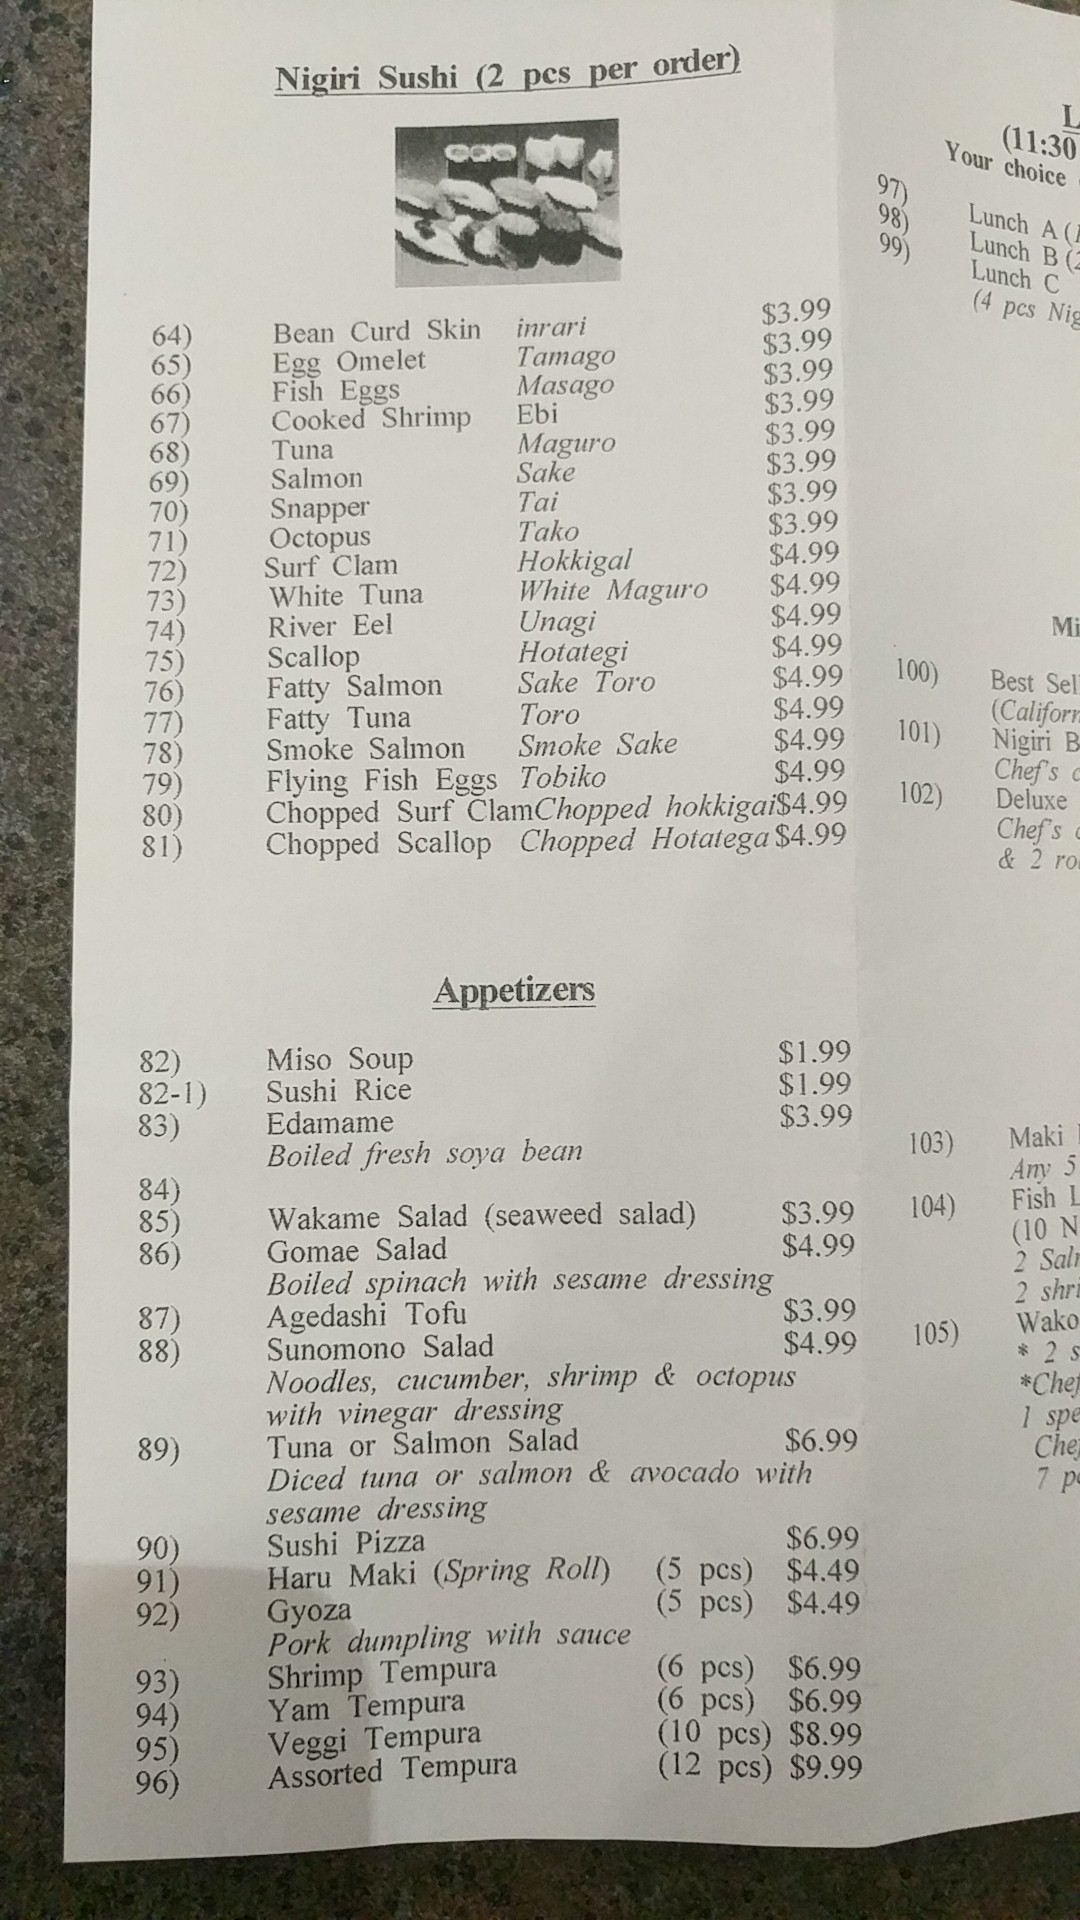 Nigiri Sushi (2 pcs per order)
64) Bean Curd Skin inrari $3.99
65) Egg Omelet Tamago $3.99
66) Fish Eggs Masago $3.99
67) Cooked Shrimp Ebi $3.99
68) Tuna Maguro $3.99
69) Salmon Sake $3.99
70) Snapper Tai $3.99
71) Octopus Tako $3.99
72) Surf Clam Hokkigal $4.99
73) White Tuna White Maguro $4.99
74) River Eel Unagi $4.99
75) Scallop Hotategi $4.99
76) Fatty Salmon Sake Toro $4.99
77) Fatty Tuna Toro $4.99
78) Smoke Salmon Smoke Sake $4.99
79) Flying Fish Eggs Tobiko $4.99
80) Chopped Surf ClamChopped hokkigai$4.99
81) Chopped Scallop Chopped Hotatega $4.99
Appetizers
82) Miso Soup $1.99
82-1) Sushi Rice $1.99
83) Edamame $3.99
Boiled fresh soya bean
84)
85) Wakame Salad (seaweed salad) $3.99
86) Gomae Salad $4.99
Boiled spinach with sesame dressing
87) Agedashi Tofu $3.99
88) Sunomono Salad $4.99
Noodles, cucumber, shrimp & octopus
with vinegar dressing
89) Tuna or Salmon Salad $6.99
Diced tuna or salmon & avocado with
sesame dressing
90) Sushi Pizza $6.99
91) Haru Maki (Spring Roll) (5 pcs) $4.49
92) Gyoza (5 pcs) $4.49
Pork dumpling with sauce
93) Shrimp Tempura (6 pcs) $6.99
94) Yam Tempura (6 pcs) $6.99
95) Veggi Tempura (10 pcs) $8.99
96) Assorted Tempura (12 pcs) $9.99
(11:30
Your choice
97) Lunch A
98) Lunch B
99) Lunch C
(4 pcs
100) Best
101) Nigiri
Chef's
102) Deluxe
Chef's
& 2
103) Maki
Any 5
104) Fish
(10
2
2
105)
* 2
1
7